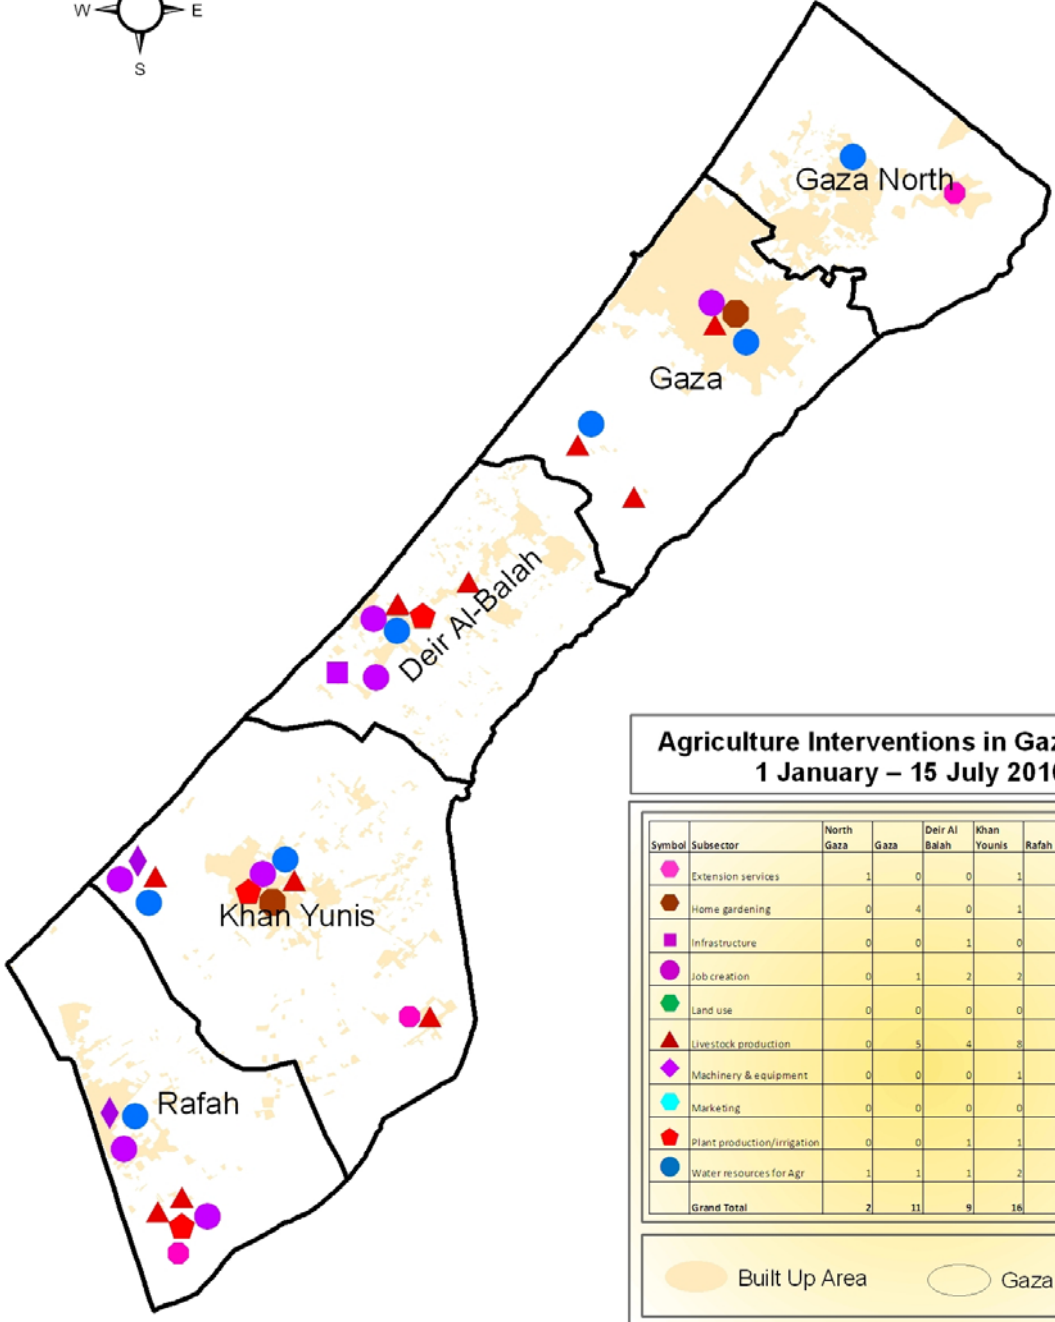 W E
S
Gaza North
Gaza
Deir Al-Balah
Khan Yunis
Rafah
Agriculture Interventions in Gaz
1 January – 15 July 201
Symbol Subsector North Gaza Gaza Deir Al Balah Khan Younis Rafah
Extension services 1 0 0 1
Home gardening 0 4 0 1
Infrastructure 0 0 1 0
Job creation 0 1 2 2
Land use 0 0 0 0
Livestock production 0 5 4 8
Machinery & equipment 0 0 0 1
Marketing 0 0 0 0
Plant production/irrigation 0 0 1 1
Water resources for Agr 1 1 1 2
Grand Total 2 11 9 16
Built Up Area Gaza